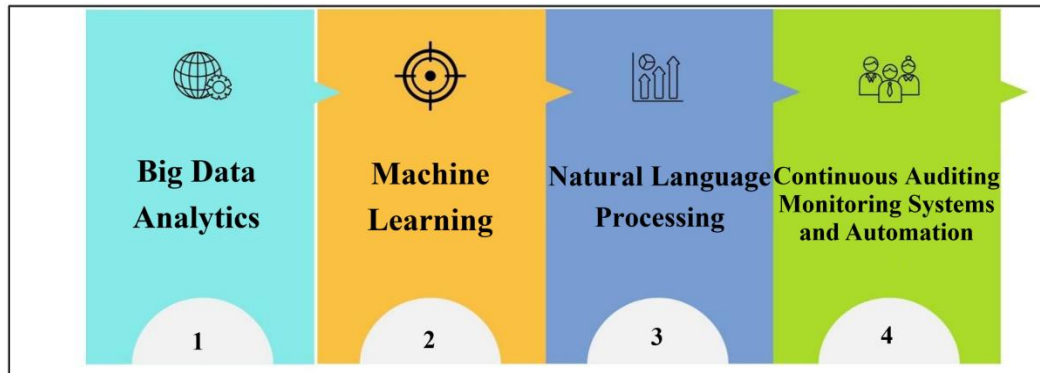 Big Data
Analytics
1
Machine
Learning
2
Natural Language
Processing
3
Continuous Auditing
Monitoring Systems
and Automation
4